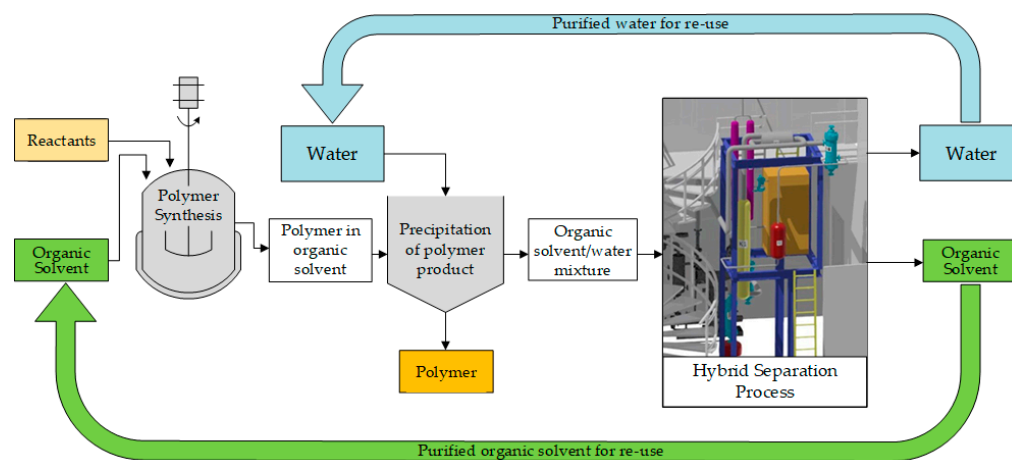 Purified water for re-use
Reactants
Water
Water
Polymer
Synthesis
Organic
Solvent
Polymer in
organic
solvent
Precipitation
of polymer
product
Organic
solvent/water
mixture
Organic
Solvent
Polymer
Hybrid Separation
Process
Purified organic solvent for re-use